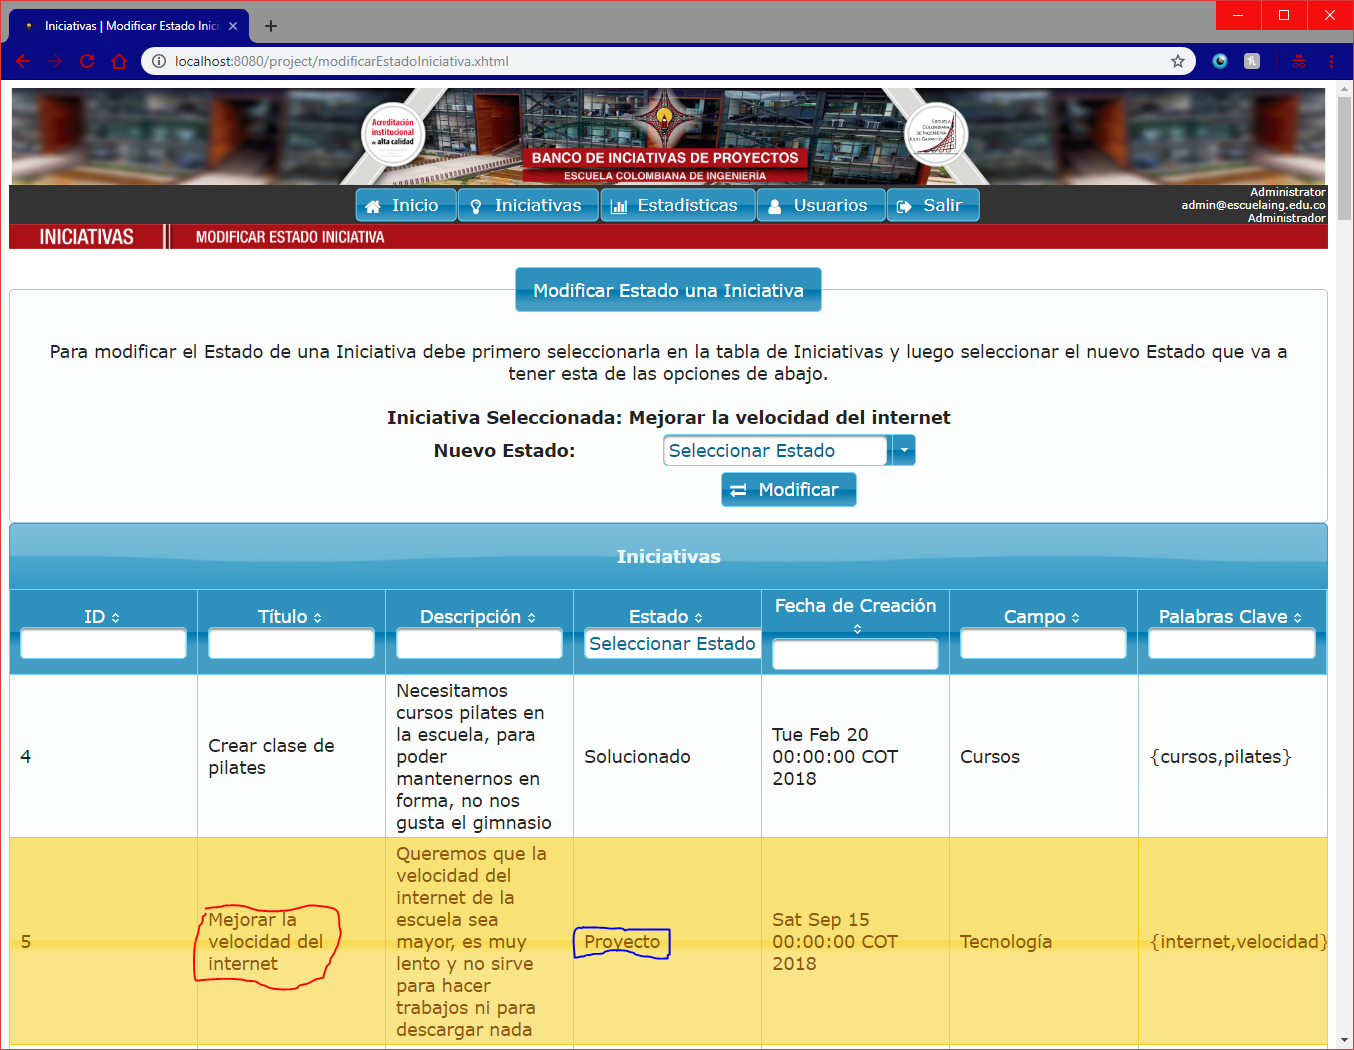 Iniciativas | Modificar Estado Inici
localhost:8080/project/modificarEstadoIniciativa.xhtml
Acreditación
institucional
de alta calidad
ESCUELA
COLOMBIANA
DE INGENIERÍA
JULIO GARAVITO
BANCO DE INCIATIVAS DE PROYECTOS
ESCUELA COLOMBIANA DE INGENIERÍA
Inicio
Iniciativas
Estadisticas
Usuarios
Salir
Administrator
admin@escuelaing.edu.co
Administrador
INICIATIVAS
MODIFICAR ESTADO INICIATIVA
Modificar Estado una Iniciativa
Para modificar el Estado de una Iniciativa debe primero seleccionarla en la tabla de Iniciativas y luego seleccionar el nuevo Estado que va a
tener esta de las opciones de abajo.
Iniciativa Seleccionada: Mejorar la velocidad del internet
Nuevo Estado:
Seleccionar Estado
Modificar
Iniciativas
ID
Título
Descripción
Estado
Seleccionar Estado
Fecha de Creación
Campo
Palabras Clave
4
Crear clase de
pilates
Necesitamos
cursos pilates en
la escuela, para
poder
mantenernos en
forma, no nos
gusta el gimnasio
Solucionado
Tue Feb 20
00:00:00 COT
2018
Cursos
{cursos,pilates}
5
Mejorar la
velocidad del
internet
Queremos que la
velocidad del
internet de la
escuela sea
mayor, es muy
lento y no sirve
para hacer
trabajos ni para
descargar nada
Proyecto
Sat Sep 15
00:00:00 COT
2018
Tecnología
{internet,velocidad}